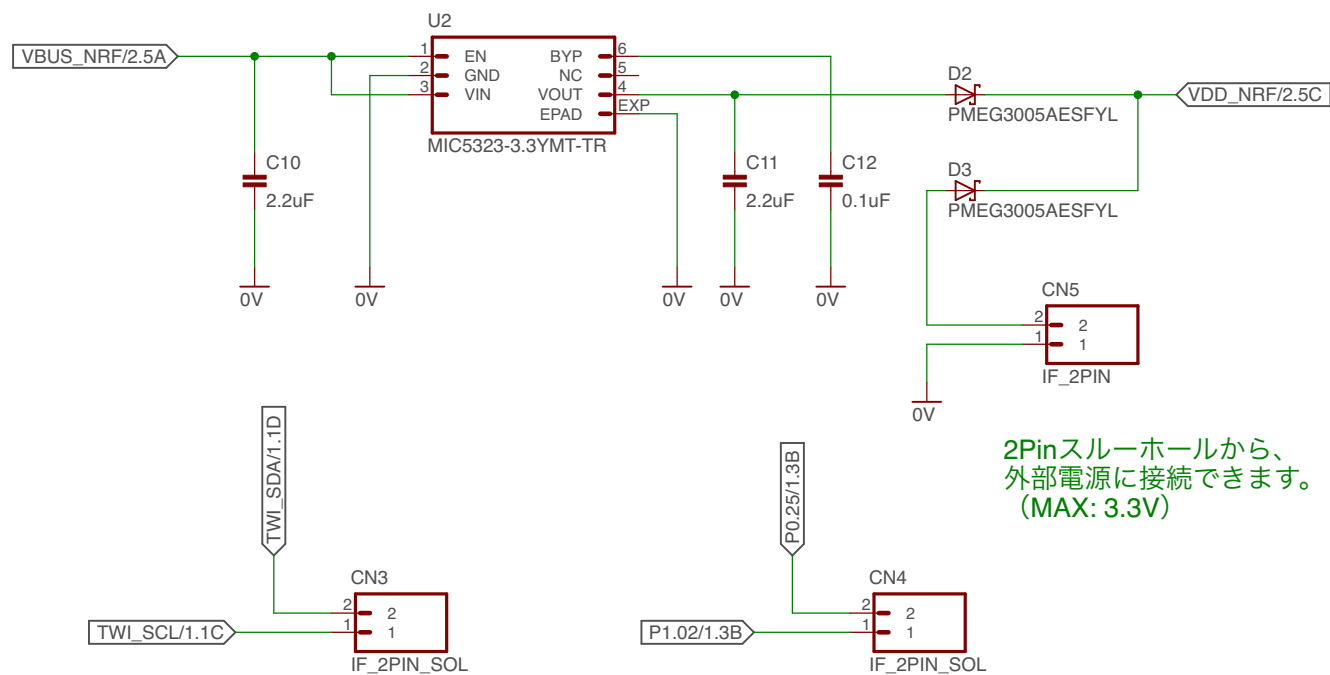 U2
VBUS_NRF/2.5A
1 EN BYP 6
2 GND NC 5
3 VIN VOUT 4
EPAD EXP
MIC5323-3.3YMT-TR
D2
PMEG3005AESFYL
VDD_NRF/2.5C
C10
2.2uF
C11
2.2uF
C12
0.1uF
D3
PMEG3005AESFYL
0V
0V
0V
0V
0V
CN5
2 2
1 1
IF_2PIN
0V
2Pinスルーホールから、
外部電源に接続できます。
（MAX: 3.3V）
TWI_SDA/1.1D
CN3
2 2
1 1
TWI_SCL/1.1C
IF_2PIN_SOL
P0.25/1.3B
CN4
2 2
1 1
P1.02/1.3B
IF_2PIN_SOL